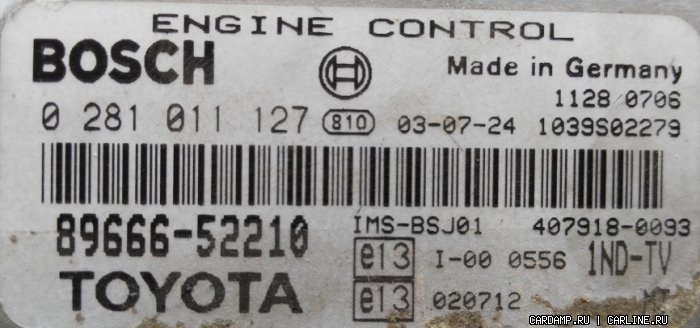 ENGINE CONTROL
BOSCH
Made in Germany
1128 0706
0 281 011 127 810 03-07-24 1039S02279
89666-52210 IMS-BSJ01 407918-0093
TOYOTA
e13 I-00 0556 1ND-TV
e13 020712 MT
CARDAMP.RU | CARLINE.RU